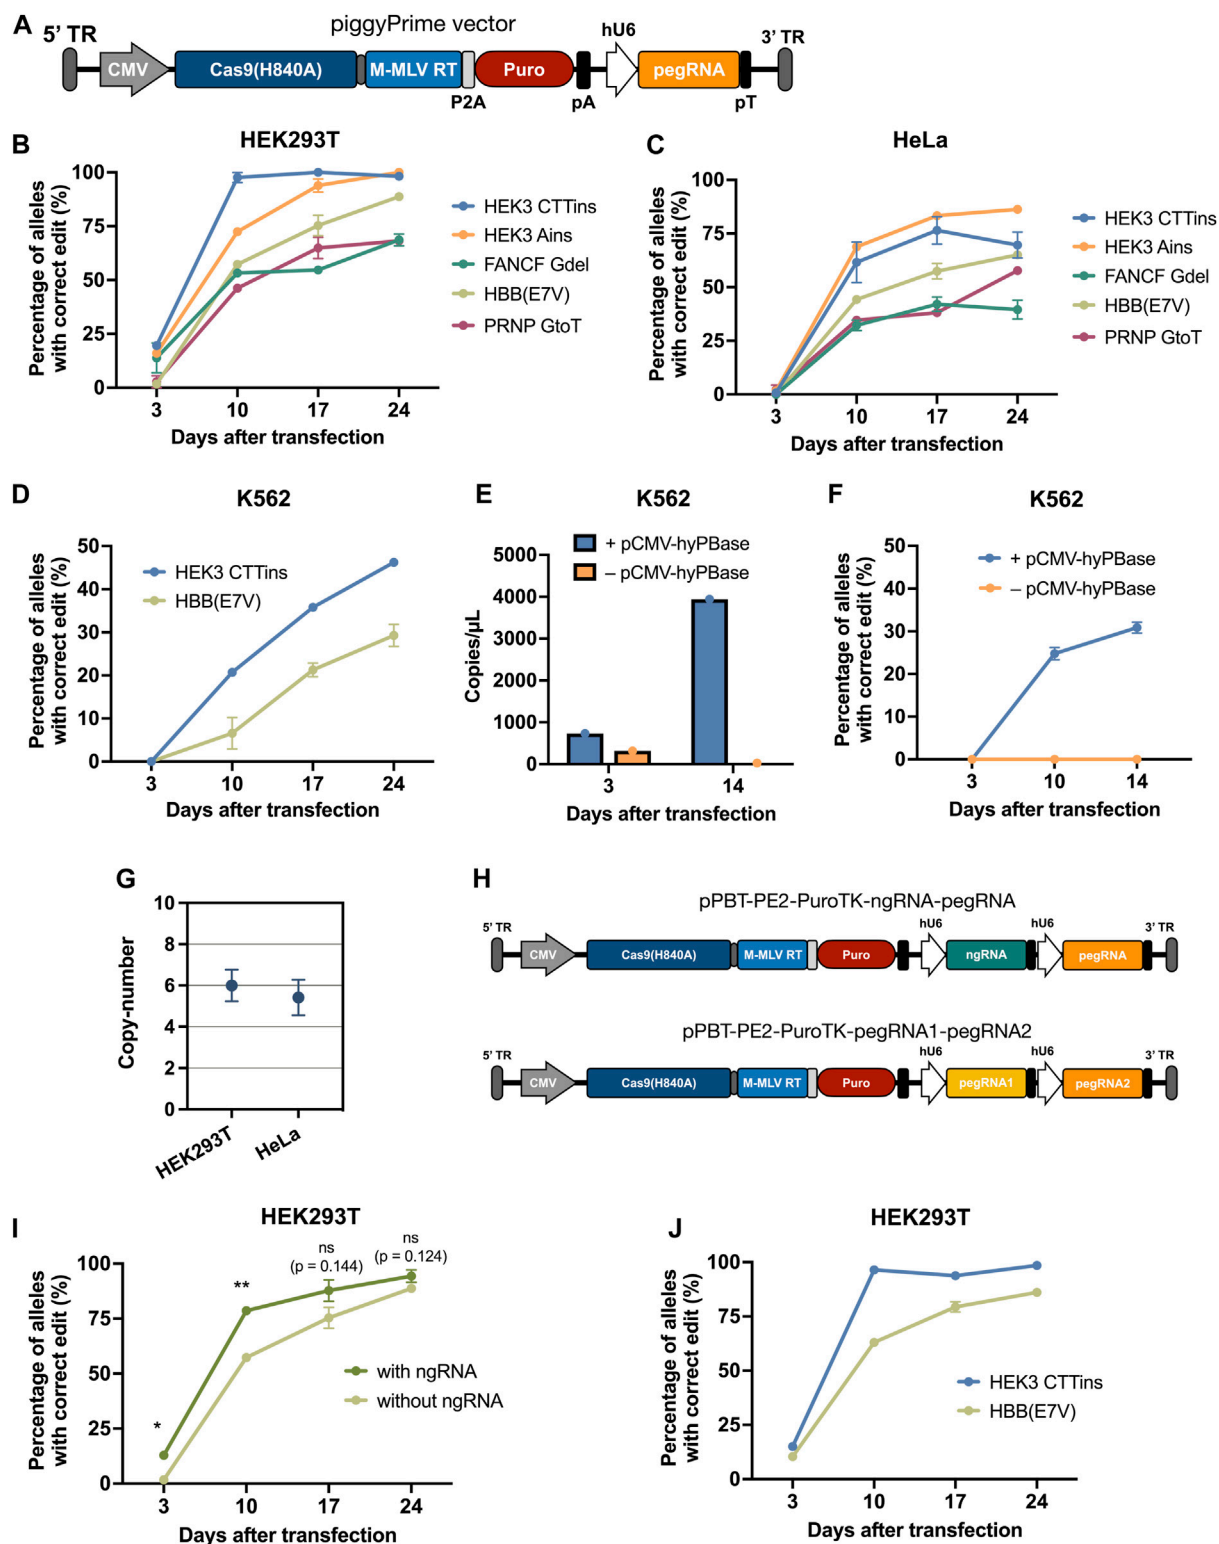 A
piggyPrime vector
5’ TR
hU6
3’ TR
CMV
Cas9(H840A)
M-MLV RT
Puro
pegRNA
P2A
pA
pT
B
HEK293T
Percentage of alleles
with correct edit (%)
100
75
50
25
0
3 10 17 24
Days after transfection
HEK3 CTTins
HEK3 Ains
FANCF Gdel
HBB(E7V)
PRNP GtoT
C
HeLa
Percentage of alleles
with correct edit (%)
100
75
50
25
0
3 10 17 24
Days after transfection
HEK3 CTTins
HEK3 Ains
FANCF Gdel
HBB(E7V)
PRNP GtoT
D
K562
Percentage of alleles
with correct edit (%)
50
40
30
20
10
0
3 10 17 24
Days after transfection
HEK3 CTTins
HBB(E7V)
E
K562
+ pCMV-hyPBase
– pCMV-hyPBase
Copies/µL
5000
4000
3000
2000
1000
0
3 14
Days after transfection
F
K562
Percentage of alleles
with correct edit (%)
50
40
30
20
10
0
3 10 14
Days after transfection
+ pCMV-hyPBase
– pCMV-hyPBase
G
Copy-number
10
8
6
4
2
0
HEK293T
HeLa
H
pPBT-PE2-PuroTK-ngRNA-pegRNA
5’ TR
hU6
hU6
3’ TR
CMV
Cas9(H840A)
M-MLV RT
Puro
ngRNA
pegRNA
pPBT-PE2-PuroTK-pegRNA1-pegRNA2
5’ TR
hU6
hU6
3’ TR
CMV
Cas9(H840A)
M-MLV RT
Puro
pegRNA1
pegRNA2
I
HEK293T
Percentage of alleles
with correct edit (%)
100
75
50
25
0
*
**
ns
(p = 0.144)
ns
(p = 0.124)
with ngRNA
without ngRNA
3 10 17 24
Days after transfection
J
HEK293T
Percentage of alleles
with correct edit (%)
100
75
50
25
0
HEK3 CTTins
HBB(E7V)
3 10 17 24
Days after transfection